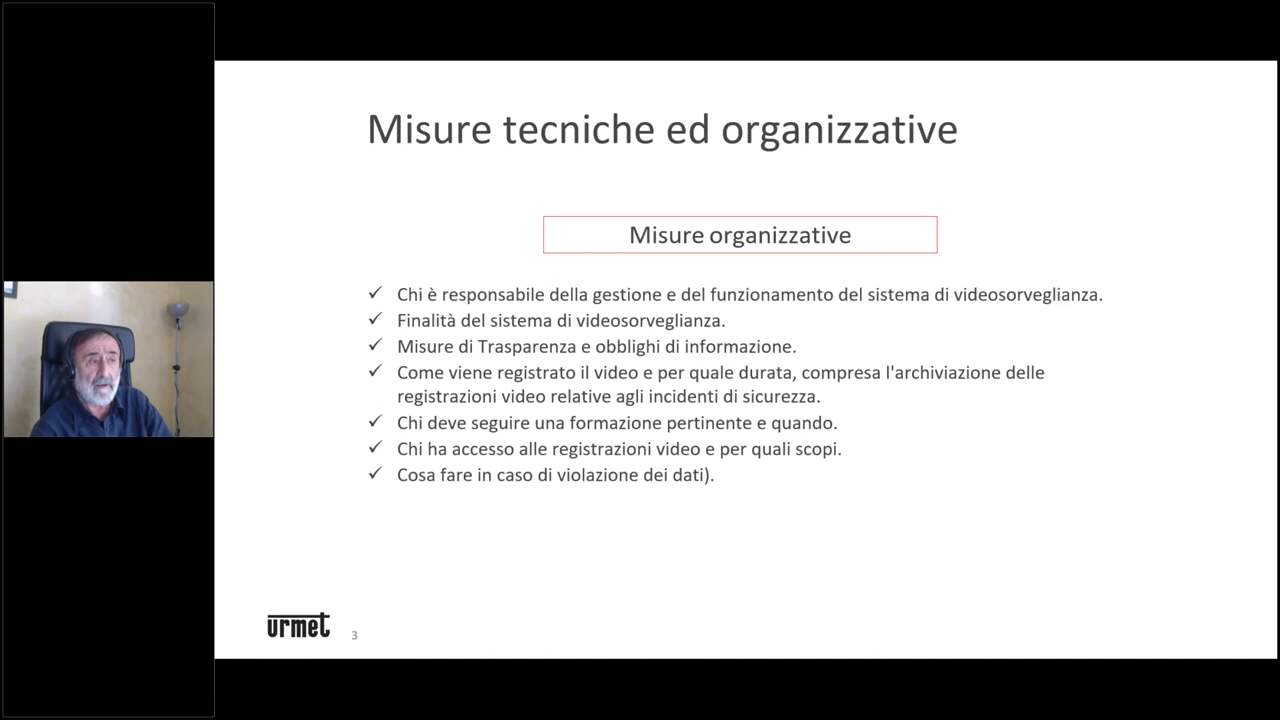 Misure tecniche ed organizzative
Misure organizzative
✓ Chi è responsabile della gestione e del funzionamento del sistema di videosorveglianza.
✓ Finalità del sistema di videosorveglianza.
✓ Misure di Trasparenza e obblighi di informazione.
✓ Come viene registrato il video e per quale durata, compresa l'archiviazione delle
registrazioni video relative agli incidenti di sicurezza.
✓ Chi deve seguire una formazione pertinente e quando.
✓ Chi ha accesso alle registrazioni video e per quali scopi.
✓ Cosa fare in caso di violazione dei dati).
urmet
3